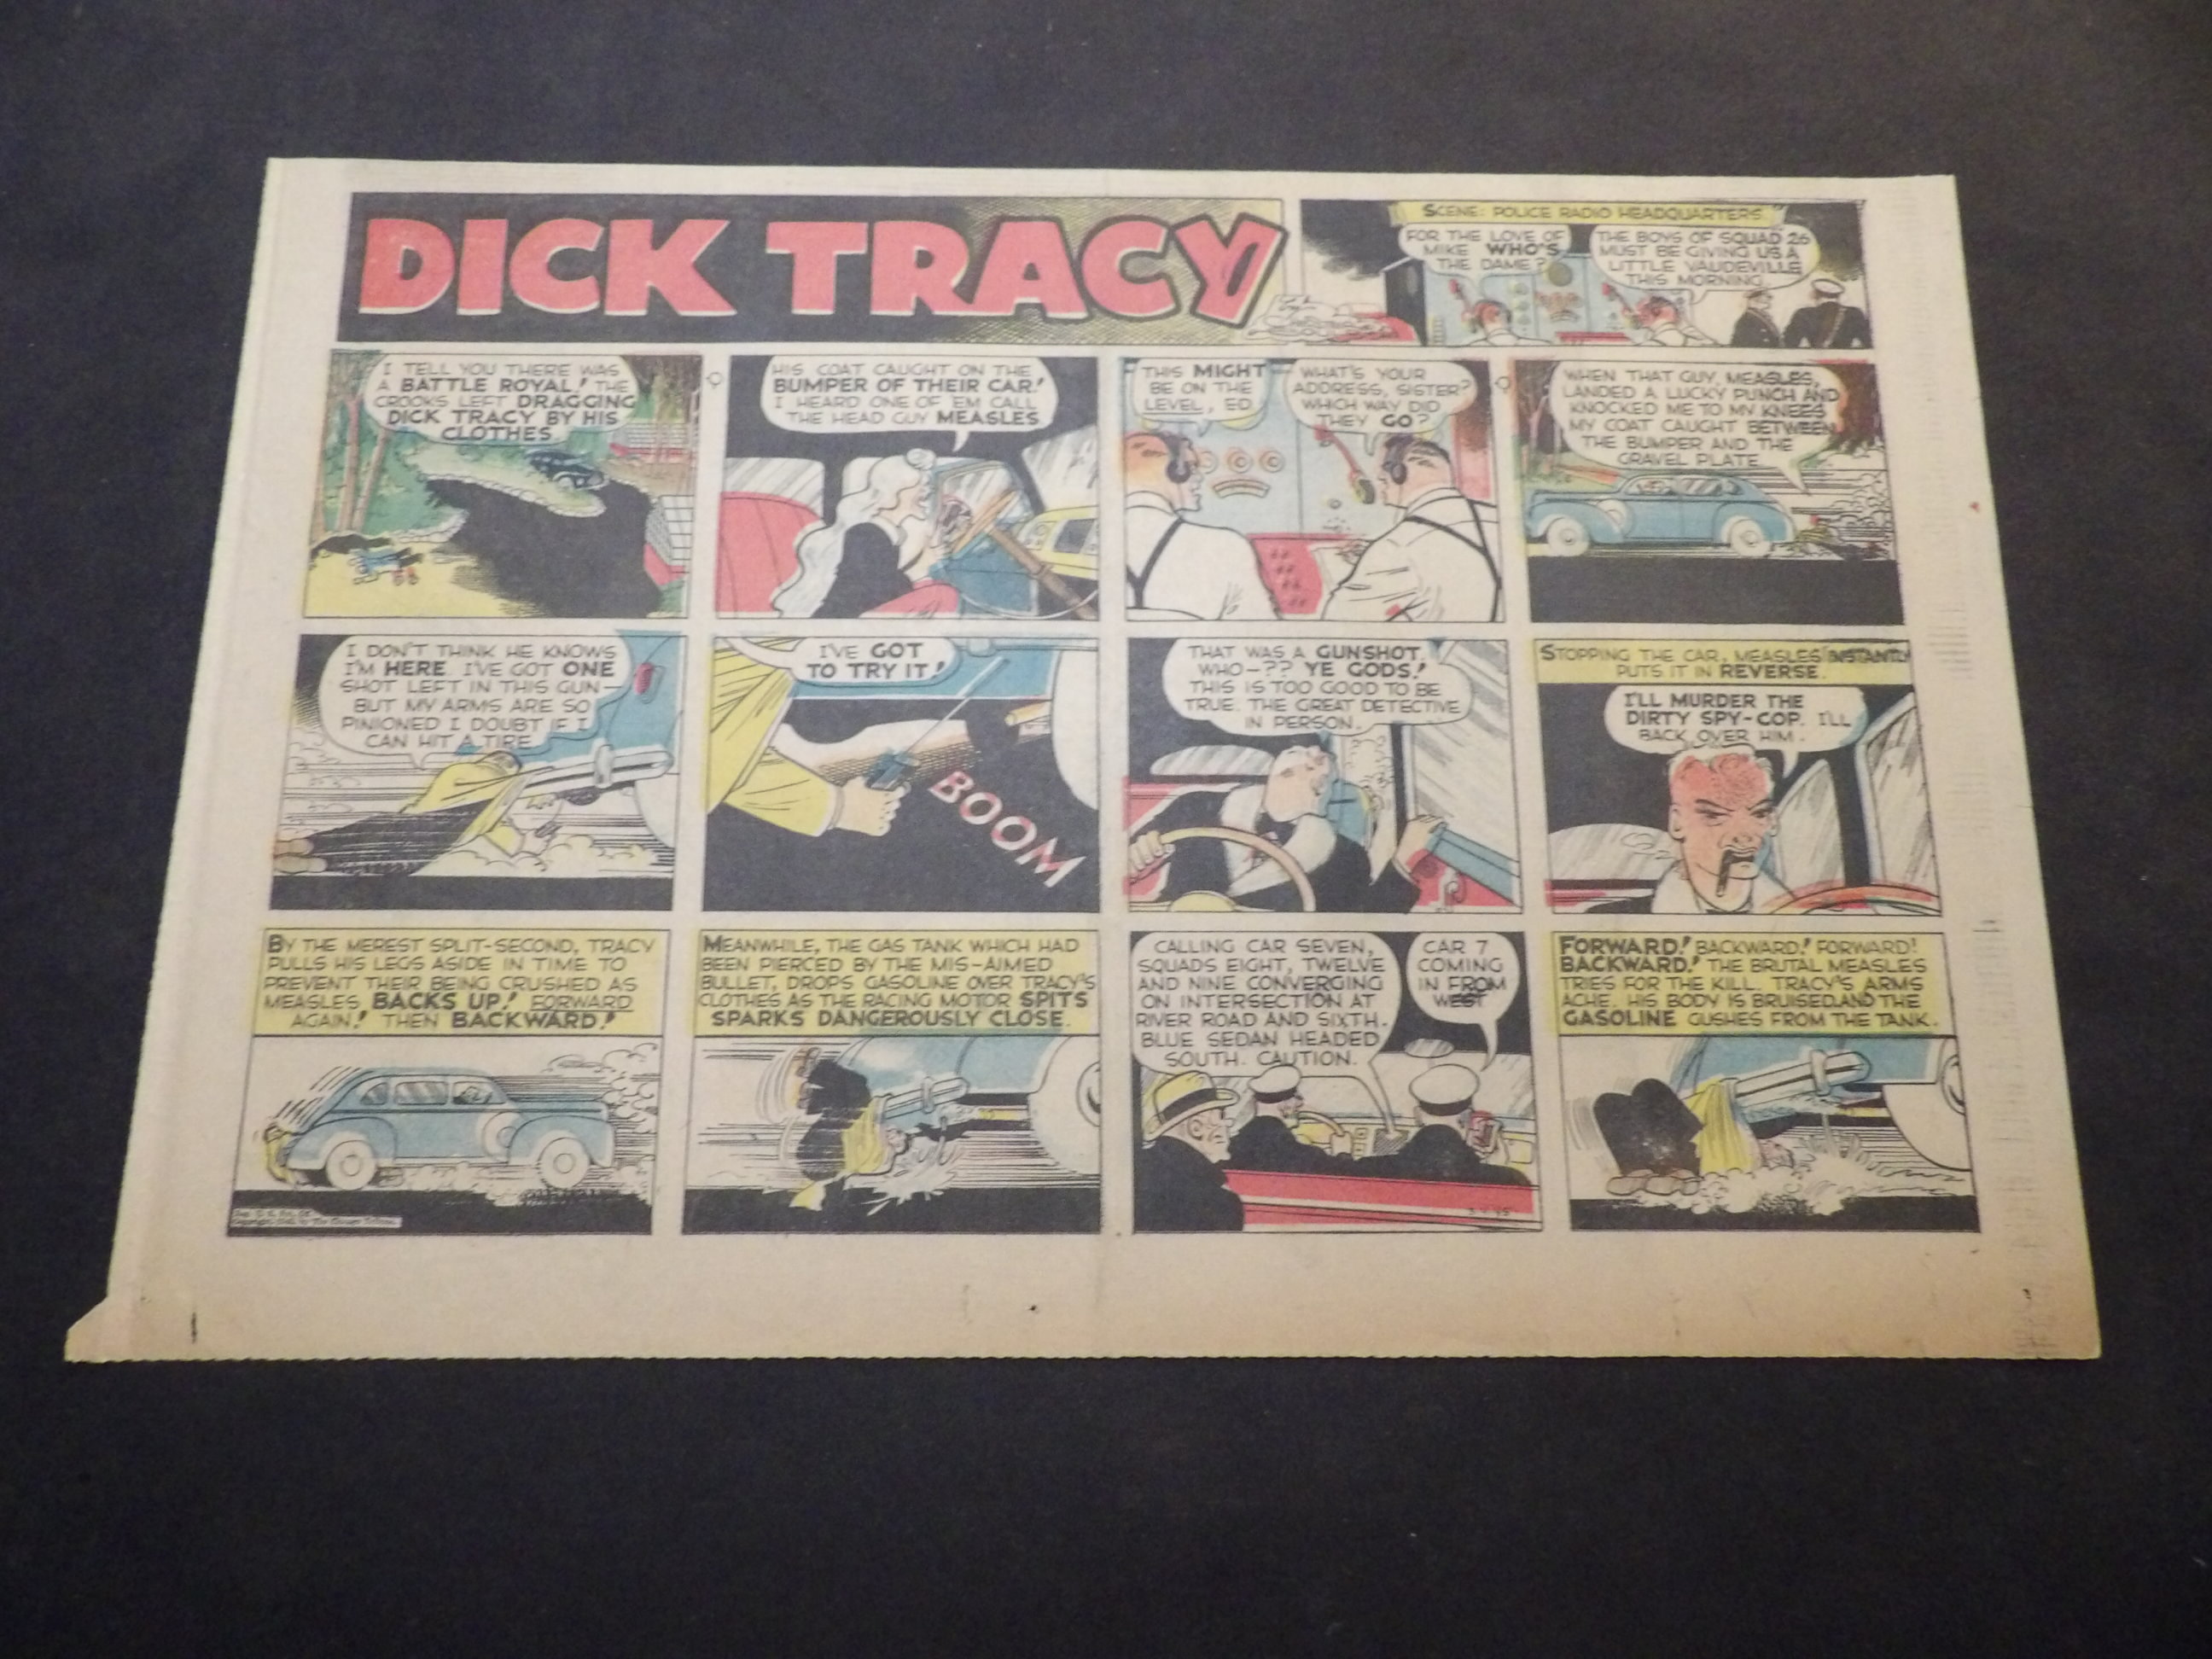 DICK TRACY
SCENE: POLICE RADIO HEADQUARTERS.
FOR THE LOVE OF
MIKE WHO'S
THE DAME?
THE BOYS OF SQUAD 26
MUST BE GIVING US A
LITTLE VAUDEVILLE
THIS MORNING.
I TELL YOU THERE WAS
A BATTLE ROYAL! THE
CROOKS LEFT DRAGGING
DICK TRACY BY HIS
CLOTHES
HIS COAT CAUGHT ON THE
BUMPER OF THEIR CAR!
I HEARD ONE OF 'EM CALL
THE HEAD GUY MEASLES
THIS MIGHT
BE ON THE
LEVEL, ED.
WHAT'S YOUR
ADDRESS, SISTER?
WHICH WAY DID
THEY GO?
WHEN THAT GUY, MEASLES,
LANDED A LUCKY PUNCH AND
KNOCKED ME TO MY KNEES
MY COAT CAUGHT BETWEEN
THE BUMPER AND THE
GRAVEL PLATE.
I DON'T THINK HE KNOWS
I'M HERE. I'VE GOT ONE
SHOT LEFT IN THIS GUN—
BUT MY ARMS ARE SO
PINIONED I DOUBT IF I
CAN HIT A TIRE.
I'VE GOT
TO TRY IT!
BOOM
THAT WAS A GUNSHOT.
WHO—?? YE GODS!
THIS IS TOO GOOD TO BE
TRUE. THE GREAT DETECTIVE
IN PERSON.
STOPPING THE CAR, MEASLES INSTANTLY
PUTS IT IN REVERSE.
I'LL MURDER THE
DIRTY SPY-COP. I'LL
BACK OVER HIM.
BY THE MEREST SPLIT-SECOND, TRACY
PULLS HIS LEGS ASIDE IN TIME TO
PREVENT THEIR BEING CRUSHED AS
MEASLES BACKS UP! FORWARD
AGAIN! THEN BACKWARD!
MEANWHILE, THE GAS TANK WHICH HAD
BEEN PIERCED BY THE MIS-AIMED
BULLET, DROPS GASOLINE OVER TRACY'S
CLOTHES AS THE RACING MOTOR SPITS
SPARKS DANGEROUSLY CLOSE.
CALLING CAR SEVEN,
SQUADS EIGHT, TWELVE
AND NINE CONVERGING
ON INTERSECTION AT
RIVER ROAD AND SIXTH.
BLUE SEDAN HEADED
SOUTH. CAUTION.
CAR 7
COMING
IN FROM
WEST
FORWARD! BACKWARD! FORWARD!
BACKWARD! THE BRUTAL MEASLES
TRIES FOR THE KILL. TRACY'S ARMS
ACHE. HIS BODY IS BRUISED AND THE
GASOLINE GUSHES FROM THE TANK.